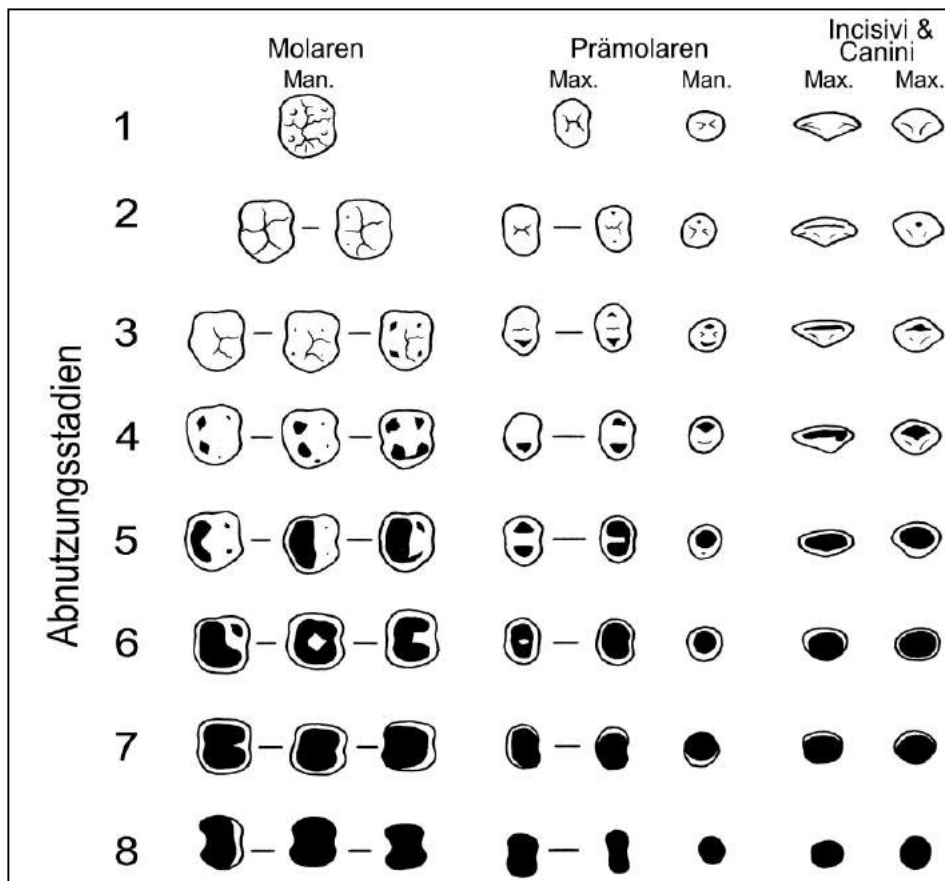 Incisivi &
Canini
Molaren Prämolaren
Man. Max. Man. Max. Max.
1
2
3
4
5
6
7
8
Abnutzungsstadien